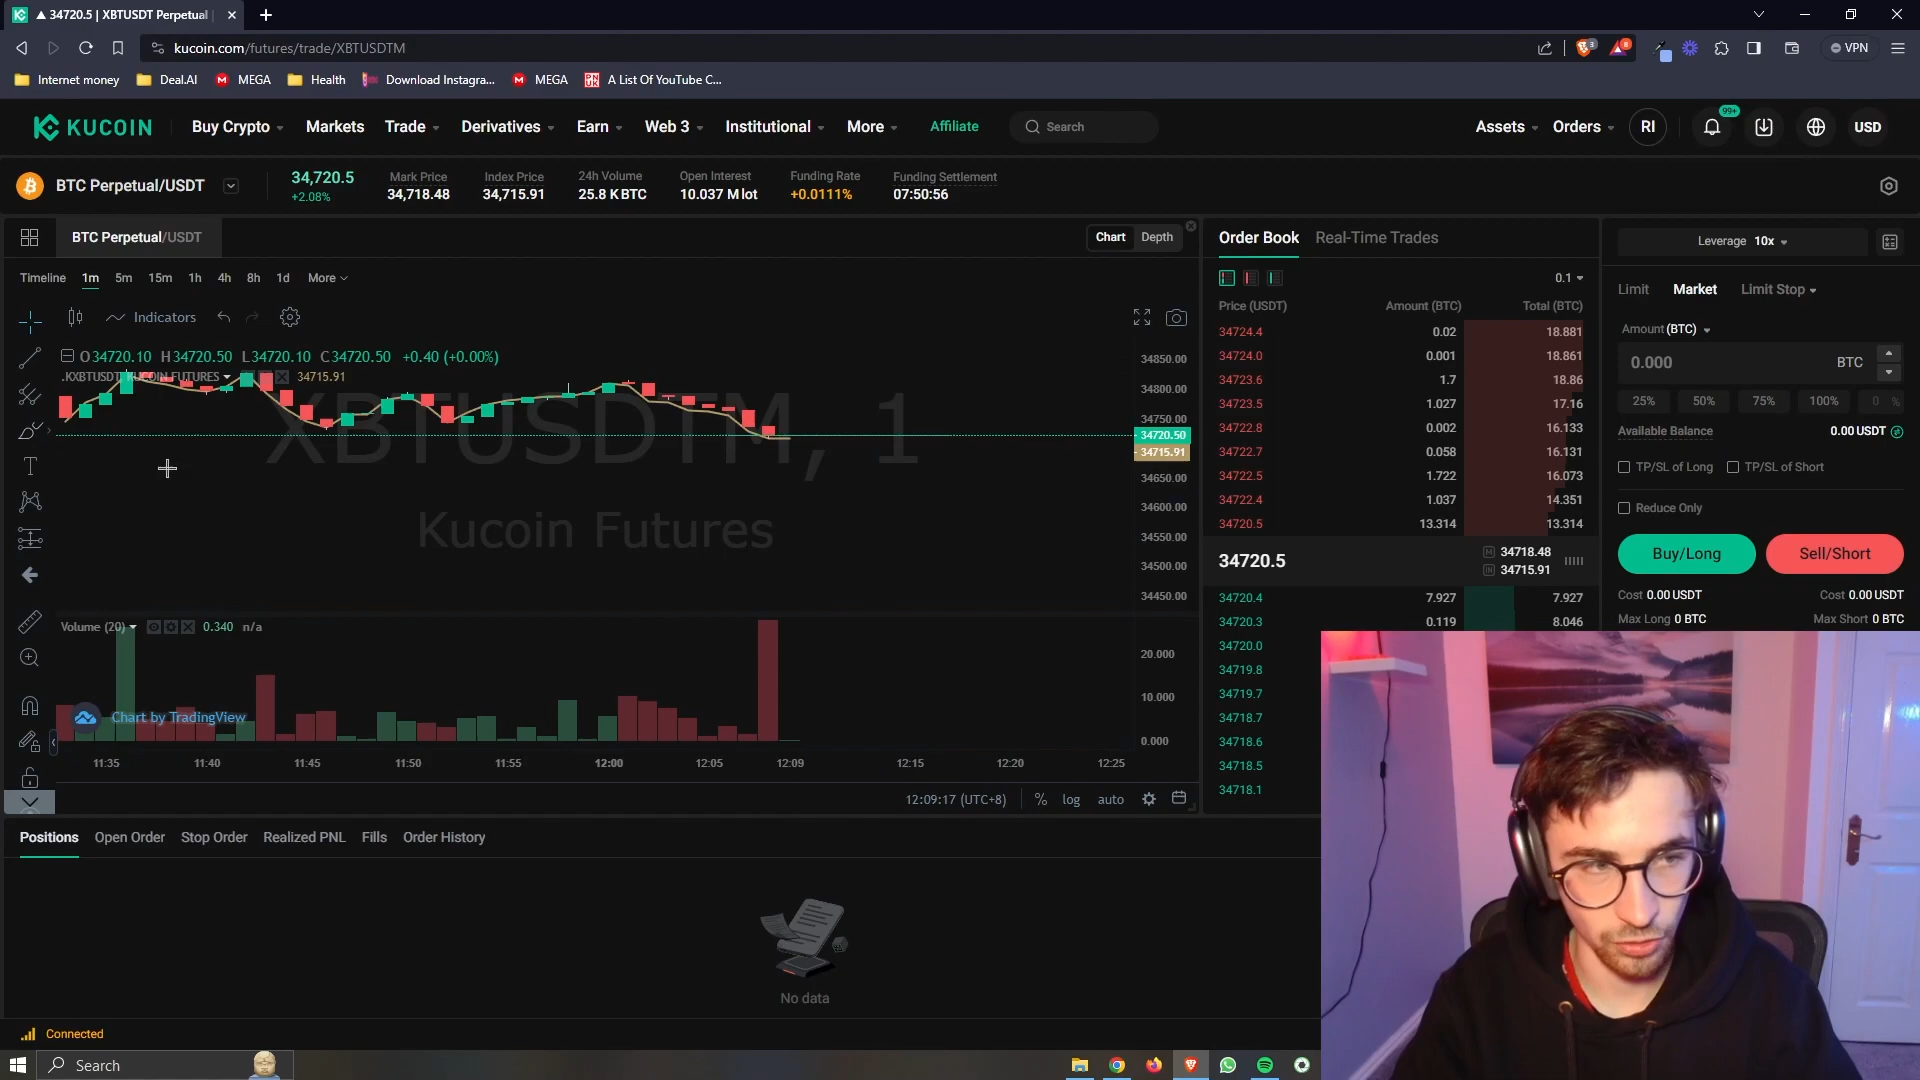 ▲ 34720.5 | XBTUSDT Perpetual
kucoin.com/futures/trade/XBTUSDTM
3
8
VPN
Internet money
Deal.AI
MEGA
Health
Download Instagra...
MEGA
A List Of YouTube C...
KUCOIN
Buy Crypto
Markets
Trade
Derivatives
Earn
Web 3
Institutional
More
Affiliate
Search
Assets
Orders
RI
99+
USD
BTC Perpetual/USDT
34,720.5
+2.08%
Mark Price
34,718.48
Index Price
34,715.91
24h Volume
25.8 K BTC
Open Interest
10.037 M lot
Funding Rate
+0.0111%
Funding Settlement
07:50:56
BTC Perpetual/USDT
Chart
Depth
Timeline
1m
5m
15m
1h
4h
8h
1d
More
Indicators
O34720.10 H34720.50 L34720.10 C34720.50 +0.40 (+0.00%)
.KXBTUSDT, KUCOIN FUTURES
34715.91
XBTUSDTM, 1
Kucoin Futures
34850.00
34800.00
34750.00
34720.50
34715.91
34650.00
34600.00
34550.00
34500.00
34450.00
Volume (20)
0.340 n/a
20.000
10.000
0.000
Chart by TradingView
11:35
11:40
11:45
11:50
11:55
12:00
12:05
12:09
12:15
12:20
12:25
12:09:17 (UTC+8)
%
log
auto
Order Book
Real-Time Trades
0.1
Price (USDT) Amount (BTC) Total (BTC)
34724.4 0.02 18.881
34724.0 0.001 18.861
34723.6 1.7 18.86
34723.5 1.027 17.16
34722.8 0.002 16.133
34722.7 0.058 16.131
34722.5 1.722 16.073
34722.4 1.037 14.351
34720.5 13.314 13.314
34720.5
M 34718.48
IN 34715.91
34720.4 7.927 7.927
34720.3 0.119 8.046
34720.0
34719.8
34719.7
34718.7
34718.6
34718.5
34718.1
Leverage 10x
Limit
Market
Limit Stop
Amount (BTC)
0.000
BTC
25%
50%
75%
100%
0 %
Available Balance
0.00 USDT
TP/SL of Long
TP/SL of Short
Reduce Only
Buy/Long
Sell/Short
Cost 0.00 USDT
Cost 0.00 USDT
Max Long 0 BTC
Max Short 0 BTC
Positions
Open Order
Stop Order
Realized PNL
Fills
Order History
No data
Connected
Search